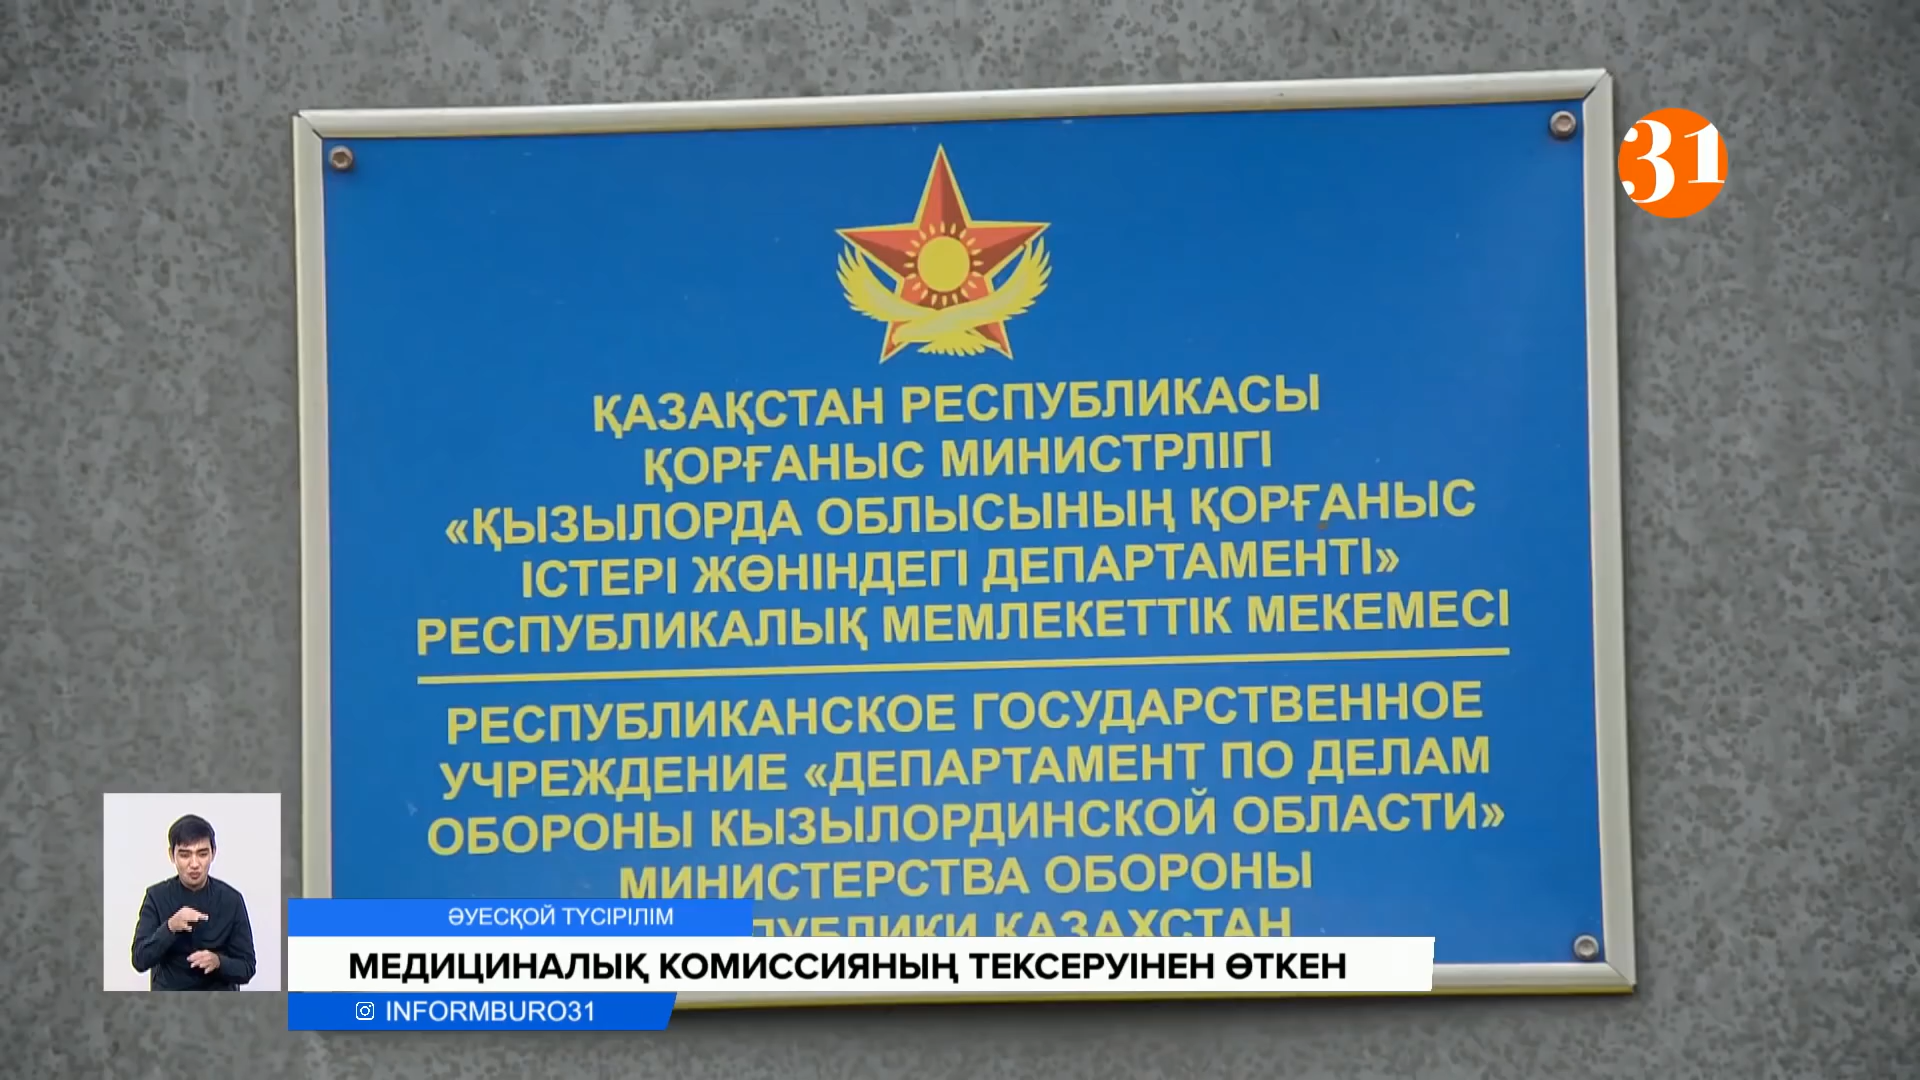 31
ҚАЗАҚСТАН РЕСПУБЛИКАСЫ
ҚОРҒАНЫС МИНИСТРЛІГІ
«ҚЫЗЫЛОРДА ОБЛЫСЫНЫҢ ҚОРҒАНЫС
ІСТЕРІ ЖӨНІНДЕГІ ДЕПАРТАМЕНТІ»
РЕСПУБЛИКАЛЫҚ МЕМЛЕКЕТТІК МЕКЕМЕСІ
РЕСПУБЛИКАНСКОЕ ГОСУДАРСТВЕННОЕ
УЧРЕЖДЕНИЕ «ДЕПАРТАМЕНТ ПО ДЕЛАМ
ОБОРОНЫ КЫЗЫЛОРДИНСКОЙ ОБЛАСТИ»
МИНИСТЕРСТВА ОБОРОНЫ
КАЗАХСТАН
ӘУЕСҚОЙ ТҮСІРІЛІМ
МЕДИЦИНАЛЫҚ КОМИССИЯНЫҢ ТЕКСЕРУІНЕН ӨТКЕН
INFORMBURO31